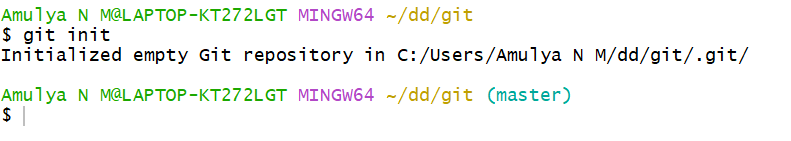 Amulya N M@LAPTOP-KT272LGT MINGW64 ~/dd/git
$ git init
Initialized empty Git repository in C:/Users/Amulya N M/dd/git/.git/
Amulya N M@LAPTOP-KT272LGT MINGW64 ~/dd/git (master)
$